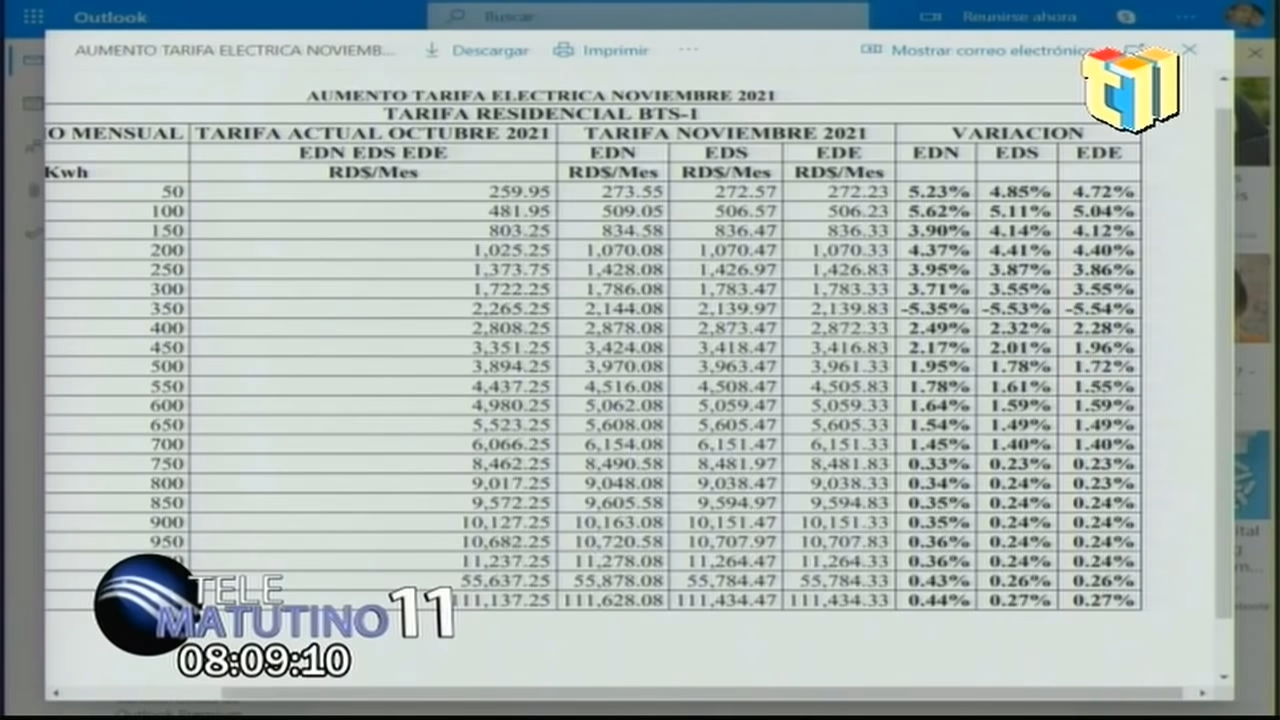 Outlook Buscar Reunirse ahora
AUMENTO TARIFA ELECTRICA NOVIEMB... Descargar Imprimir ... Mostrar correo electrónico
AUMENTO TARIFA ELECTRICA NOVIEMBRE 2021
TARIFA RESIDENCIAL BTS-1
O MENSUAL TARIFA ACTUAL OCTUBRE 2021 TARIFA NOVIEMBRE 2021 VARIACION
EDN EDS EDE EDN EDS EDE EDN EDS EDE
Kwh RD$/Mes RD$/Mes RD$/Mes RD$/Mes
50 259.95 273.55 272.57 272.23 5.23% 4.85% 4.72%
100 481.95 509.05 506.57 506.23 5.62% 5.11% 5.04%
150 803.25 834.58 836.47 836.33 3.90% 4.14% 4.12%
200 1,025.25 1,070.08 1,070.47 1,070.33 4.37% 4.41% 4.40%
250 1,373.75 1,428.08 1,426.97 1,426.83 3.95% 3.87% 3.86%
300 1,722.25 1,786.08 1,783.47 1,783.33 3.71% 3.55% 3.55%
350 2,265.25 2,144.08 2,139.97 2,139.83 -5.35% -5.53% -5.54%
400 2,808.25 2,878.08 2,873.47 2,872.33 2.49% 2.32% 2.28%
450 3,351.25 3,424.08 3,418.47 3,416.83 2.17% 2.01% 1.96%
500 3,894.25 3,970.08 3,963.47 3,961.33 1.95% 1.78% 1.72%
550 4,437.25 4,516.08 4,508.47 4,505.83 1.78% 1.61% 1.55%
600 4,980.25 5,062.08 5,059.47 5,059.33 1.64% 1.59% 1.59%
650 5,523.25 5,608.08 5,605.47 5,605.33 1.54% 1.49% 1.49%
700 6,066.25 6,154.08 6,151.47 6,151.33 1.45% 1.40% 1.40%
750 8,462.25 8,490.58 8,481.97 8,481.83 0.33% 0.23% 0.23%
800 9,017.25 9,048.08 9,038.47 9,038.33 0.34% 0.24% 0.23%
850 9,572.25 9,605.58 9,594.97 9,594.83 0.35% 0.24% 0.24%
900 10,127.25 10,163.08 10,151.47 10,151.33 0.35% 0.24% 0.24%
950 10,682.25 10,720.58 10,707.97 10,707.83 0.36% 0.24% 0.24%
11,237.25 11,278.08 11,264.47 11,264.33 0.36% 0.24% 0.24%
55,637.25 55,878.08 55,784.47 55,784.33 0.43% 0.26% 0.26%
111,137.25 111,628.08 111,434.47 111,434.33 0.44% 0.27% 0.27%
TELE
MATUTINO 11
08:09:10